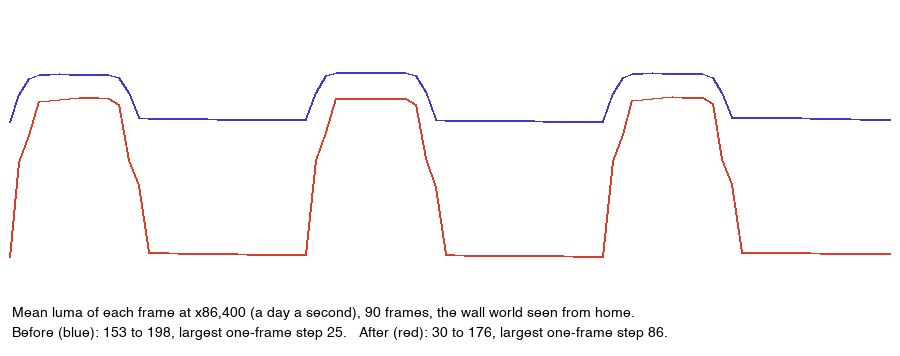 Mean luma of each frame at x86,400 (a day a second), 90 frames, the wall world seen from home.
Before (blue): 153 to 198, largest one-frame step 25. After (red): 30 to 176, largest one-frame step 86.